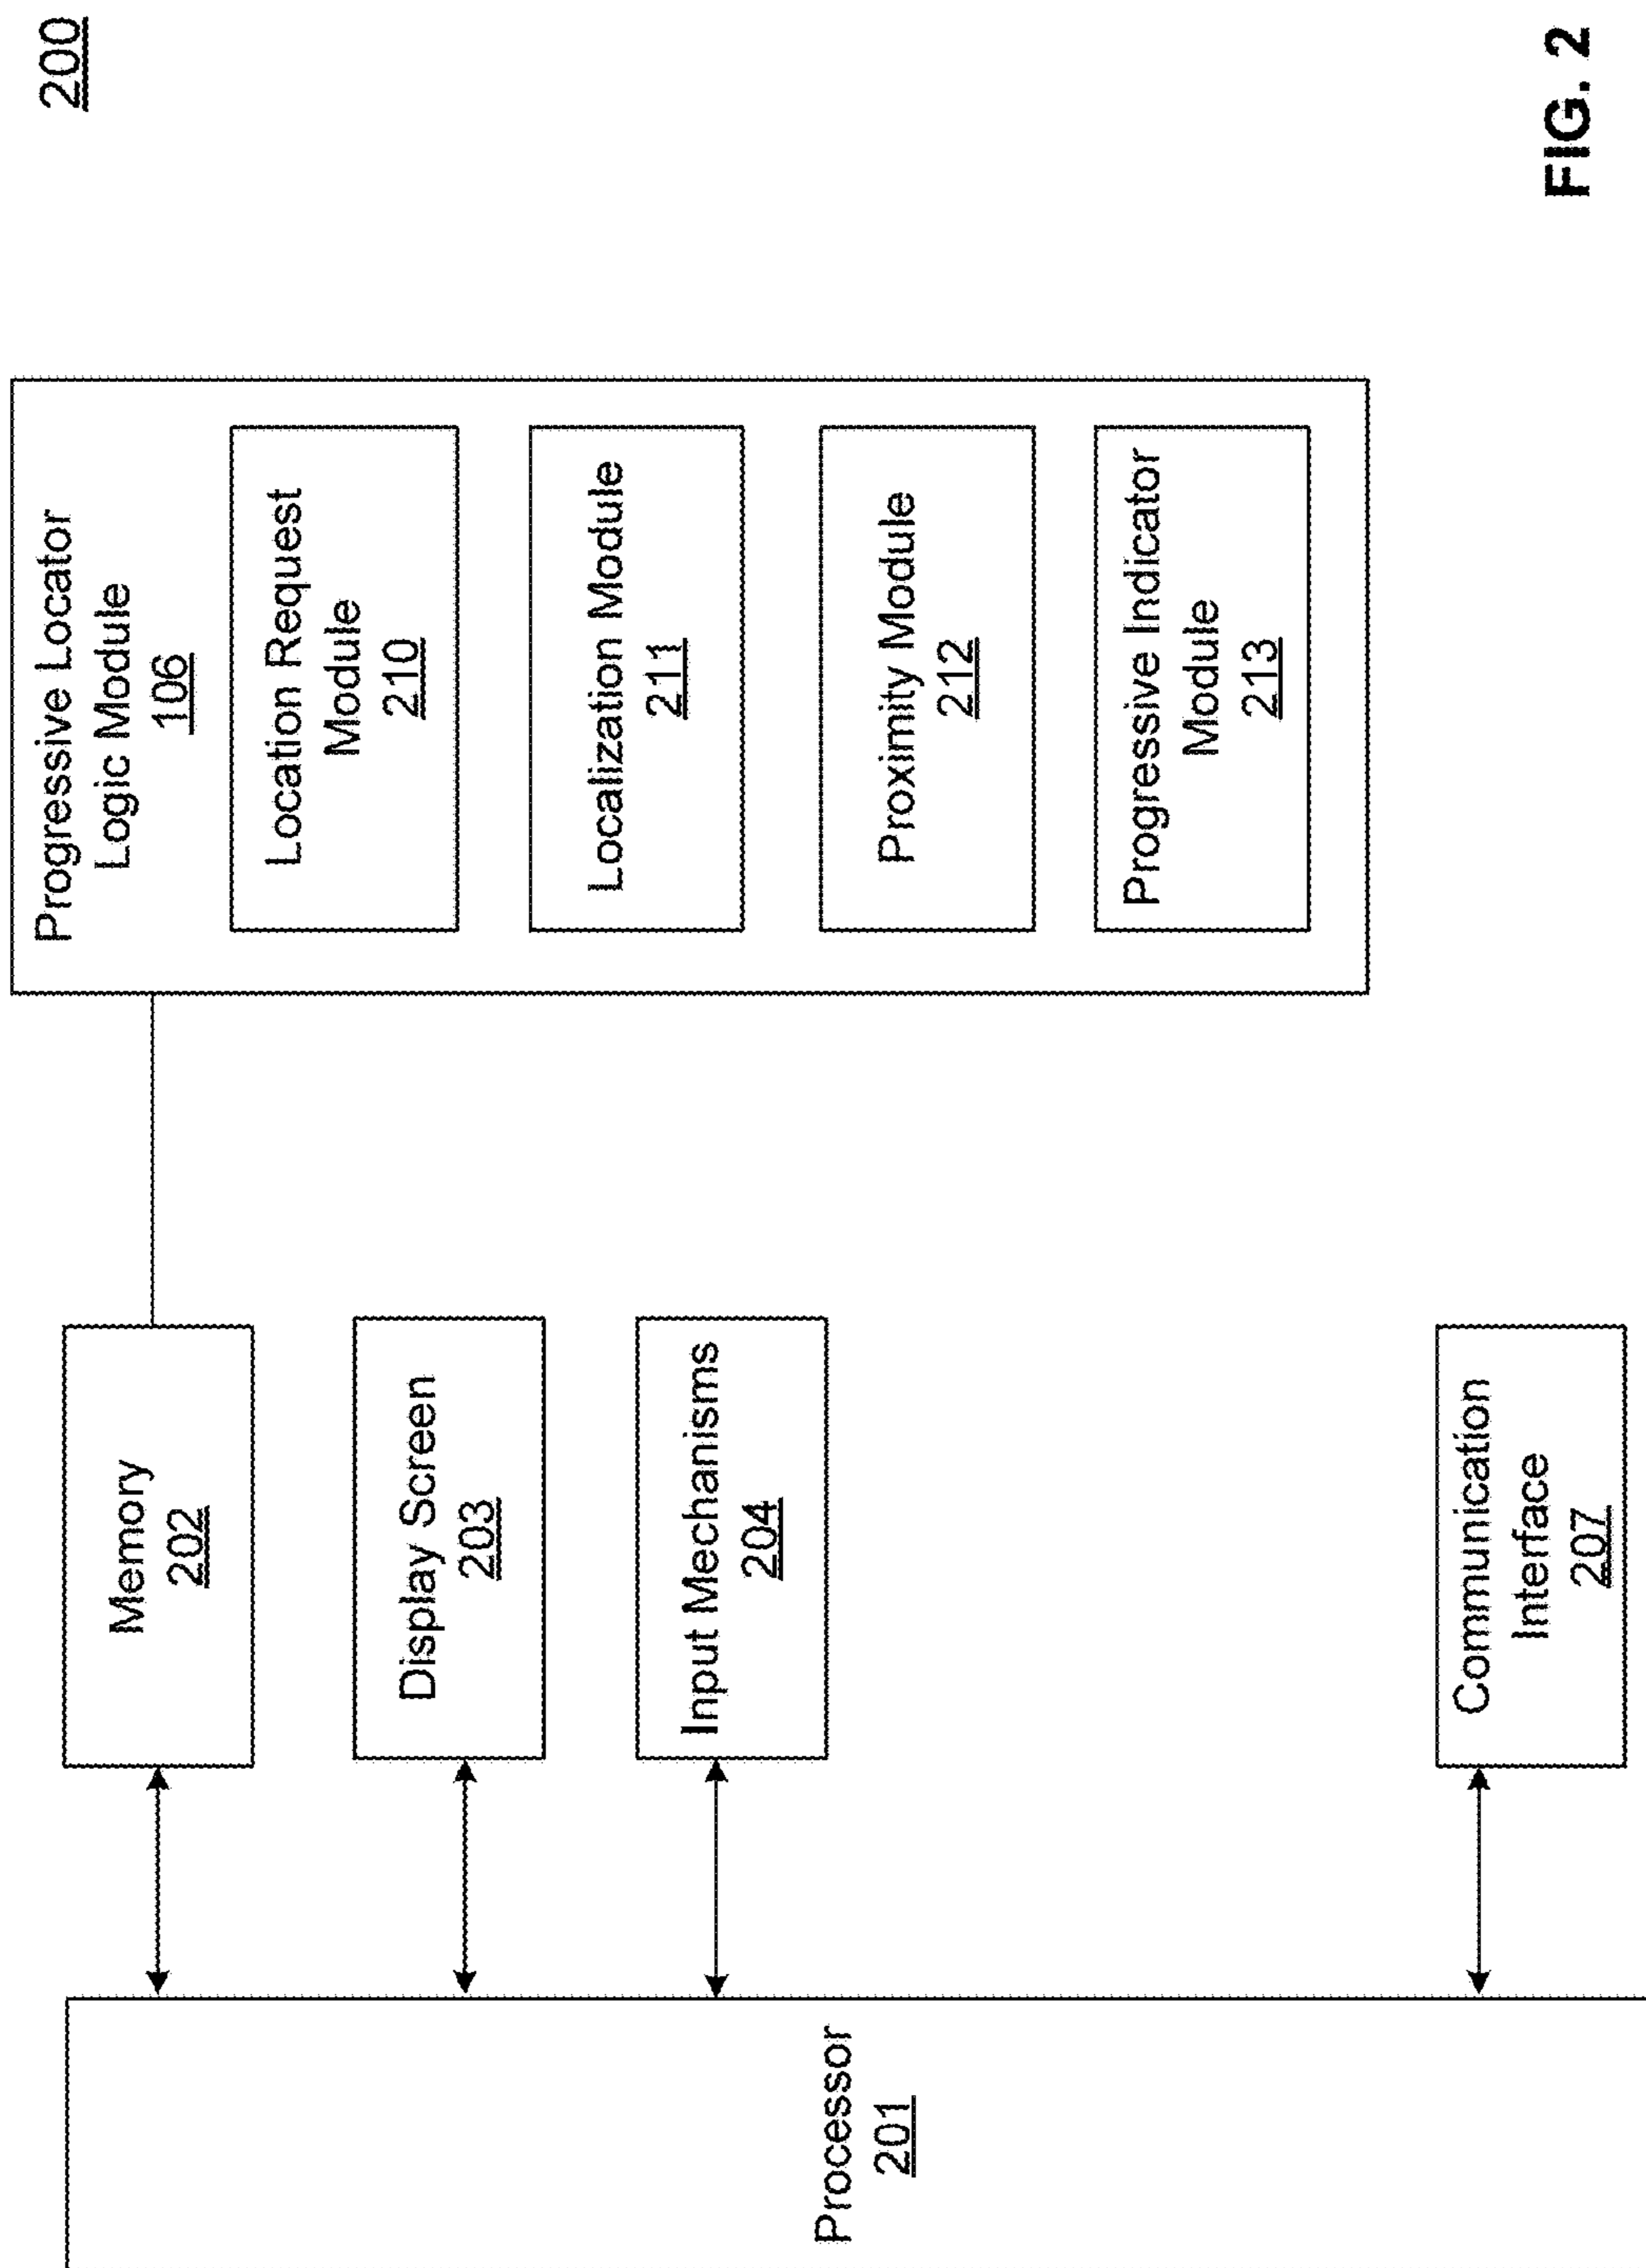 200
Processor
201
Memory
202
Display Screen
203
Input Mechanisms
204
Communication
Interface
207
Progressive Locator
Logic Module
106
Location Request
Module
210
Localization Module
211
Proximity Module
212
Progressive Indicator
Module
213
FIG. 2